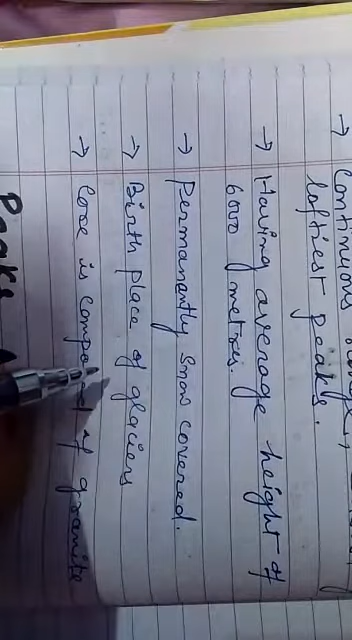 → Continuous
loftiest peaks.
→ Having average height of
6000 metres.
→ Permanently snow covered.
→ Birth place of glaciers
→ Core is composed of granite
Peaks